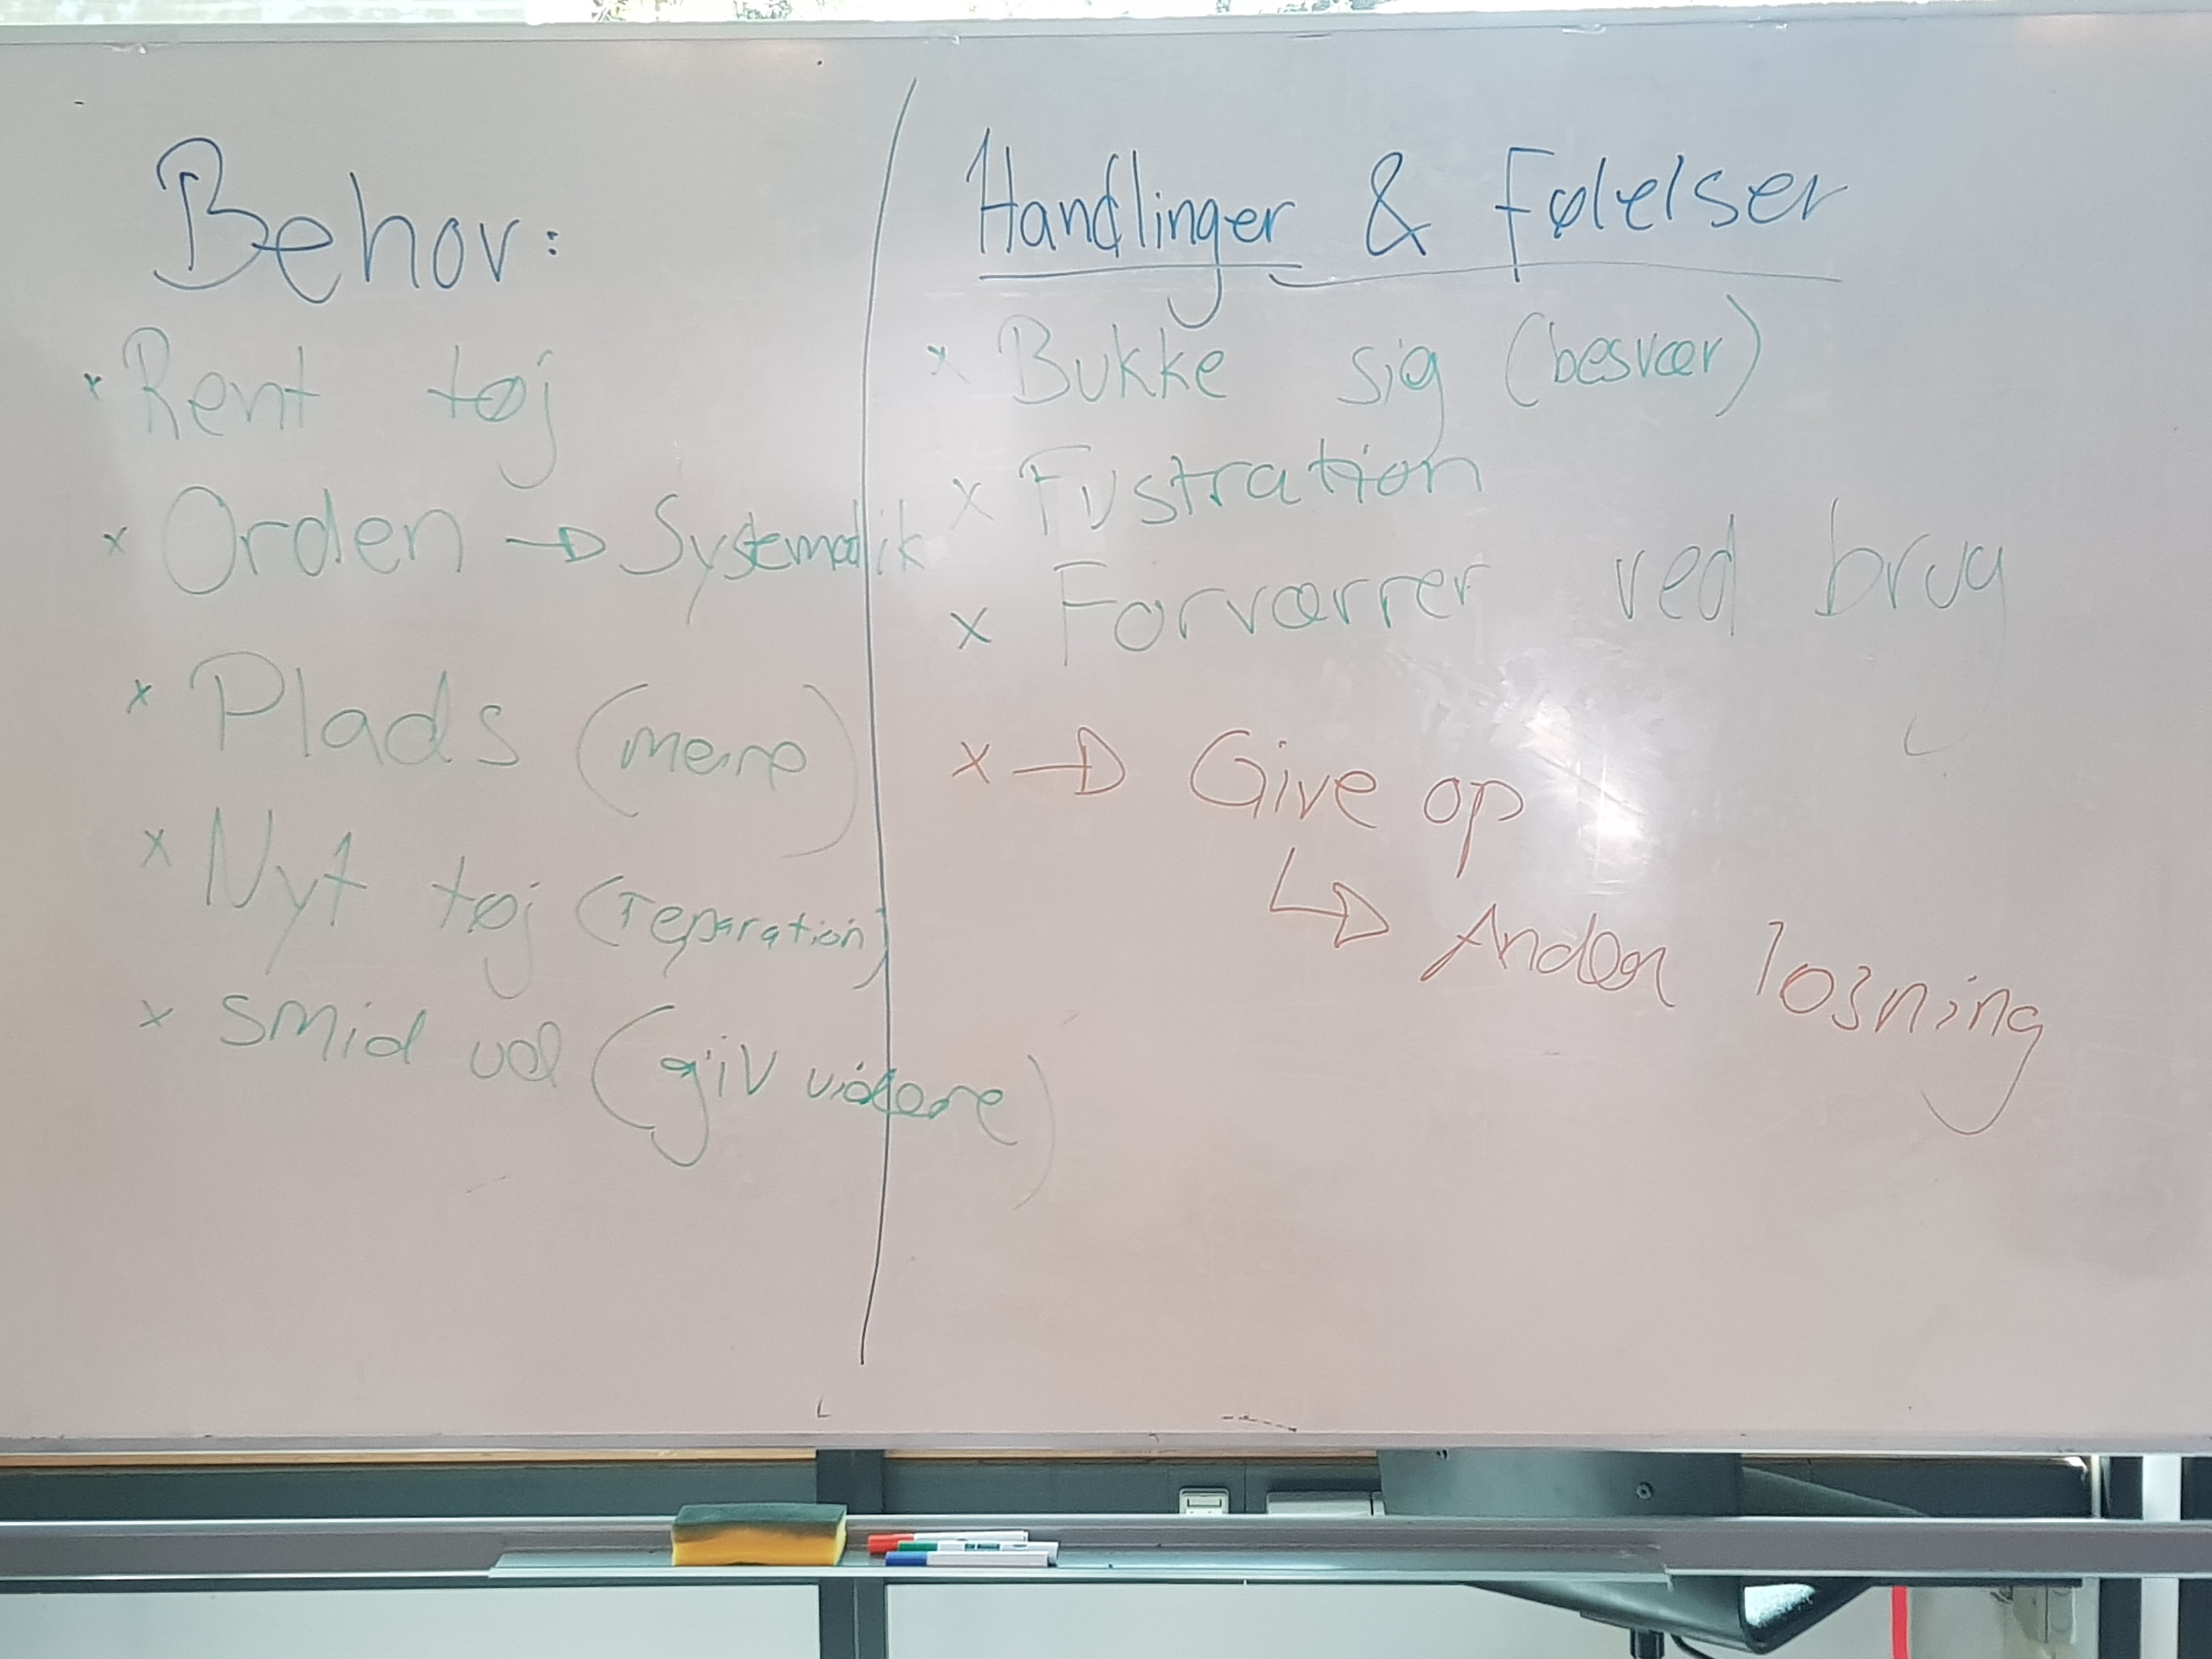 Behov:
x Rent tøj
x Orden → Systematik
x Plads (mere)
x Nyt tøj (reparation)
x Smid ud (giv videre)
Handlinger & Følelser
x Bukke sig (besvær)
x Fustration
x Forværrer ved brug
x → Give op
↳ Anden løsning